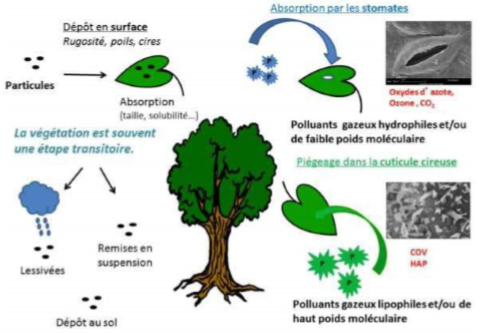 Dépôt en surface
Rugosité, poils, cires
Particules
Absorption
(taille, solubilité...)
La végétation est souvent
une étape transitoire.
Lessivées
Remises en
suspension
Dépôt au sol
Absorption par les stomates
P
P
P
P
Oxydes d' azote,
Ozone , CO2
Polluants gazeux hydrophiles et/ou
de faible poids moléculaire
Piégeage dans la cuticule cireuse
P
P
P
COV
HAP
Polluants gazeux lipophiles et/ou de
haut poids moléculaire